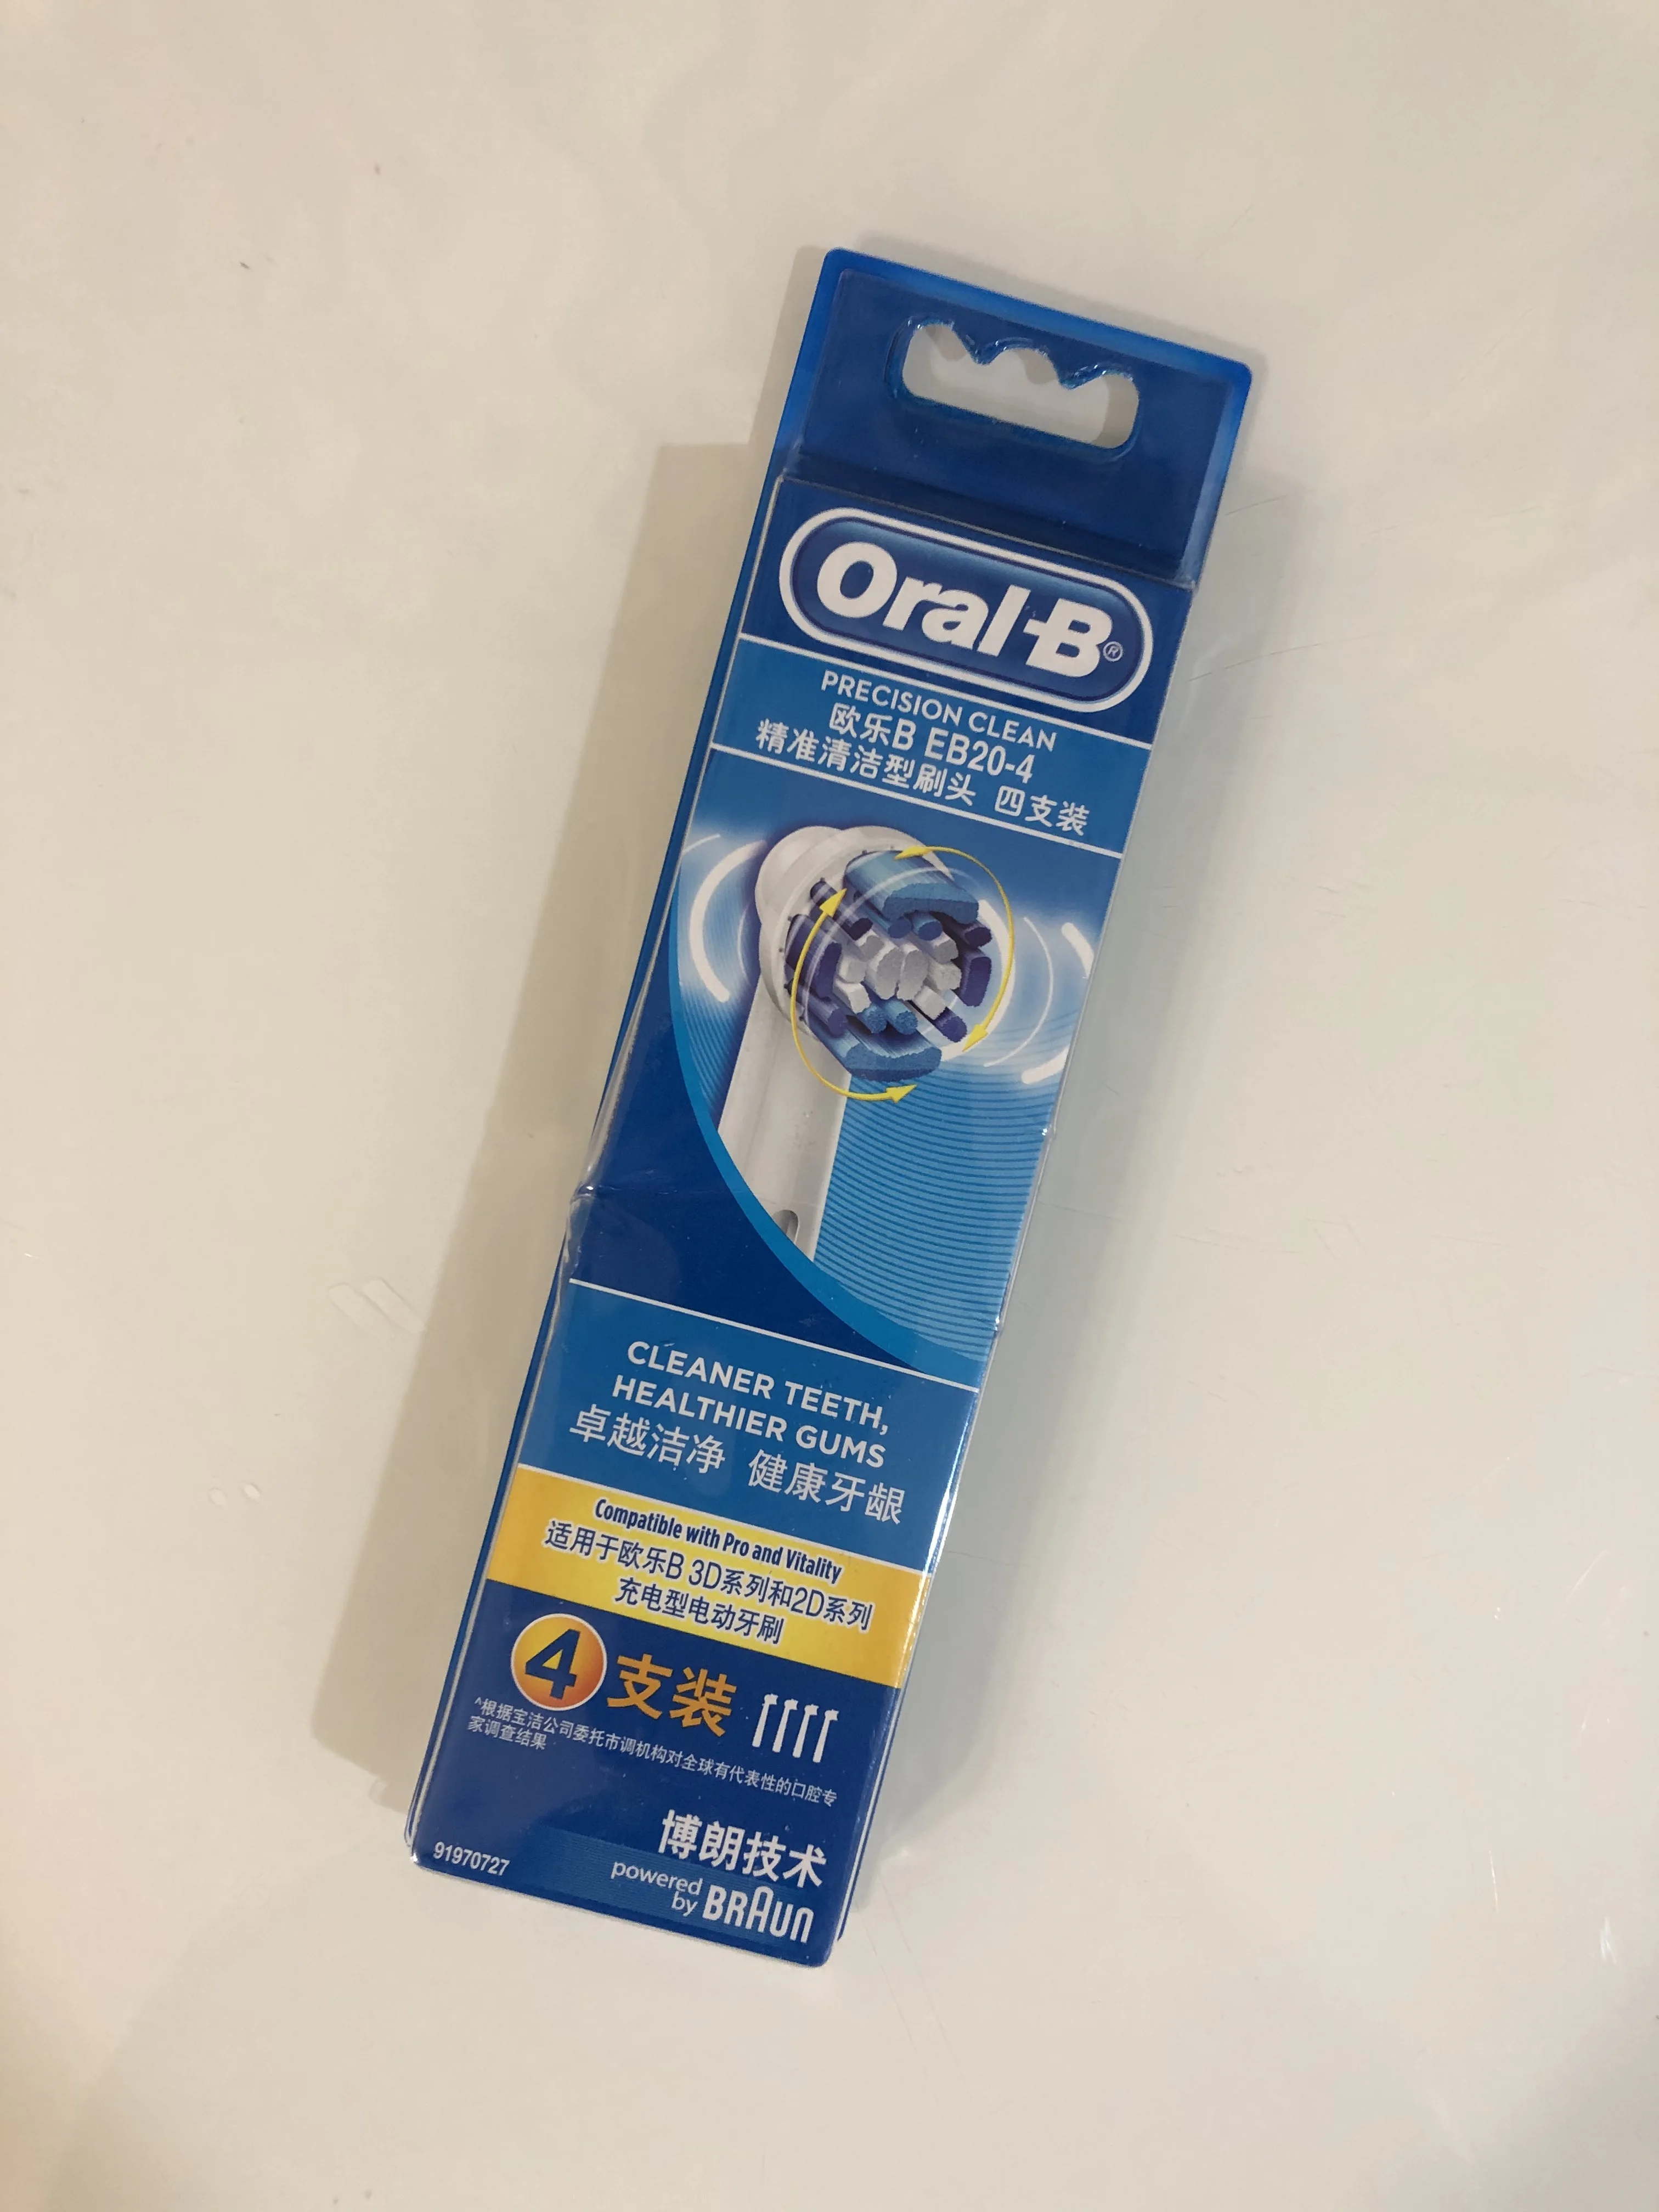 Oral-B®
PRECISION CLEAN
欧乐B EB20-4
精准清洁型刷头 四支装
CLEANER TEETH,
HEALTHIER GUMS
卓越洁净 健康牙龈
Compatible with Pro and Vitality
适用于欧乐B 3D系列和2D系列
充电型电动牙刷
4支装
^根据宝洁公司委托市调机构对全球有代表性的口腔专
家调查结果
博朗技术
91970727
powered
by BRAUN